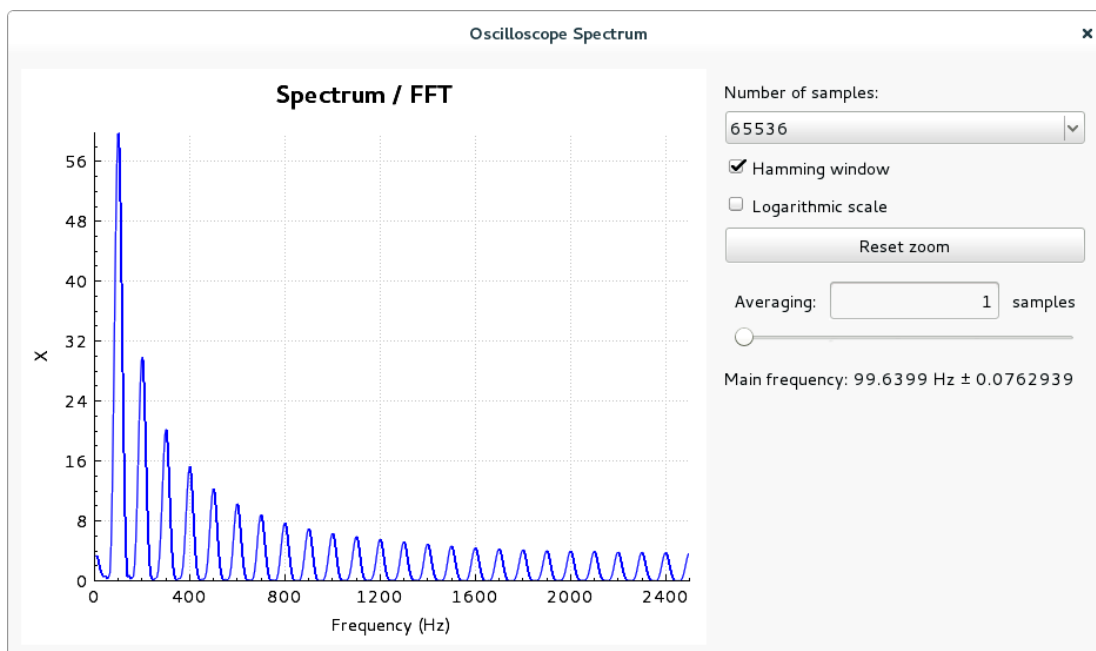 Oscilloscope Spectrum
Spectrum / FFT
56
48
40
32
24
16
8
0
X
0 400 800 1200 1600 2000 2400
Frequency (Hz)
Number of samples:
65536
Hamming window
Logarithmic scale
Reset zoom
Averaging: 1 samples
Main frequency: 99.6399 Hz ± 0.0762939